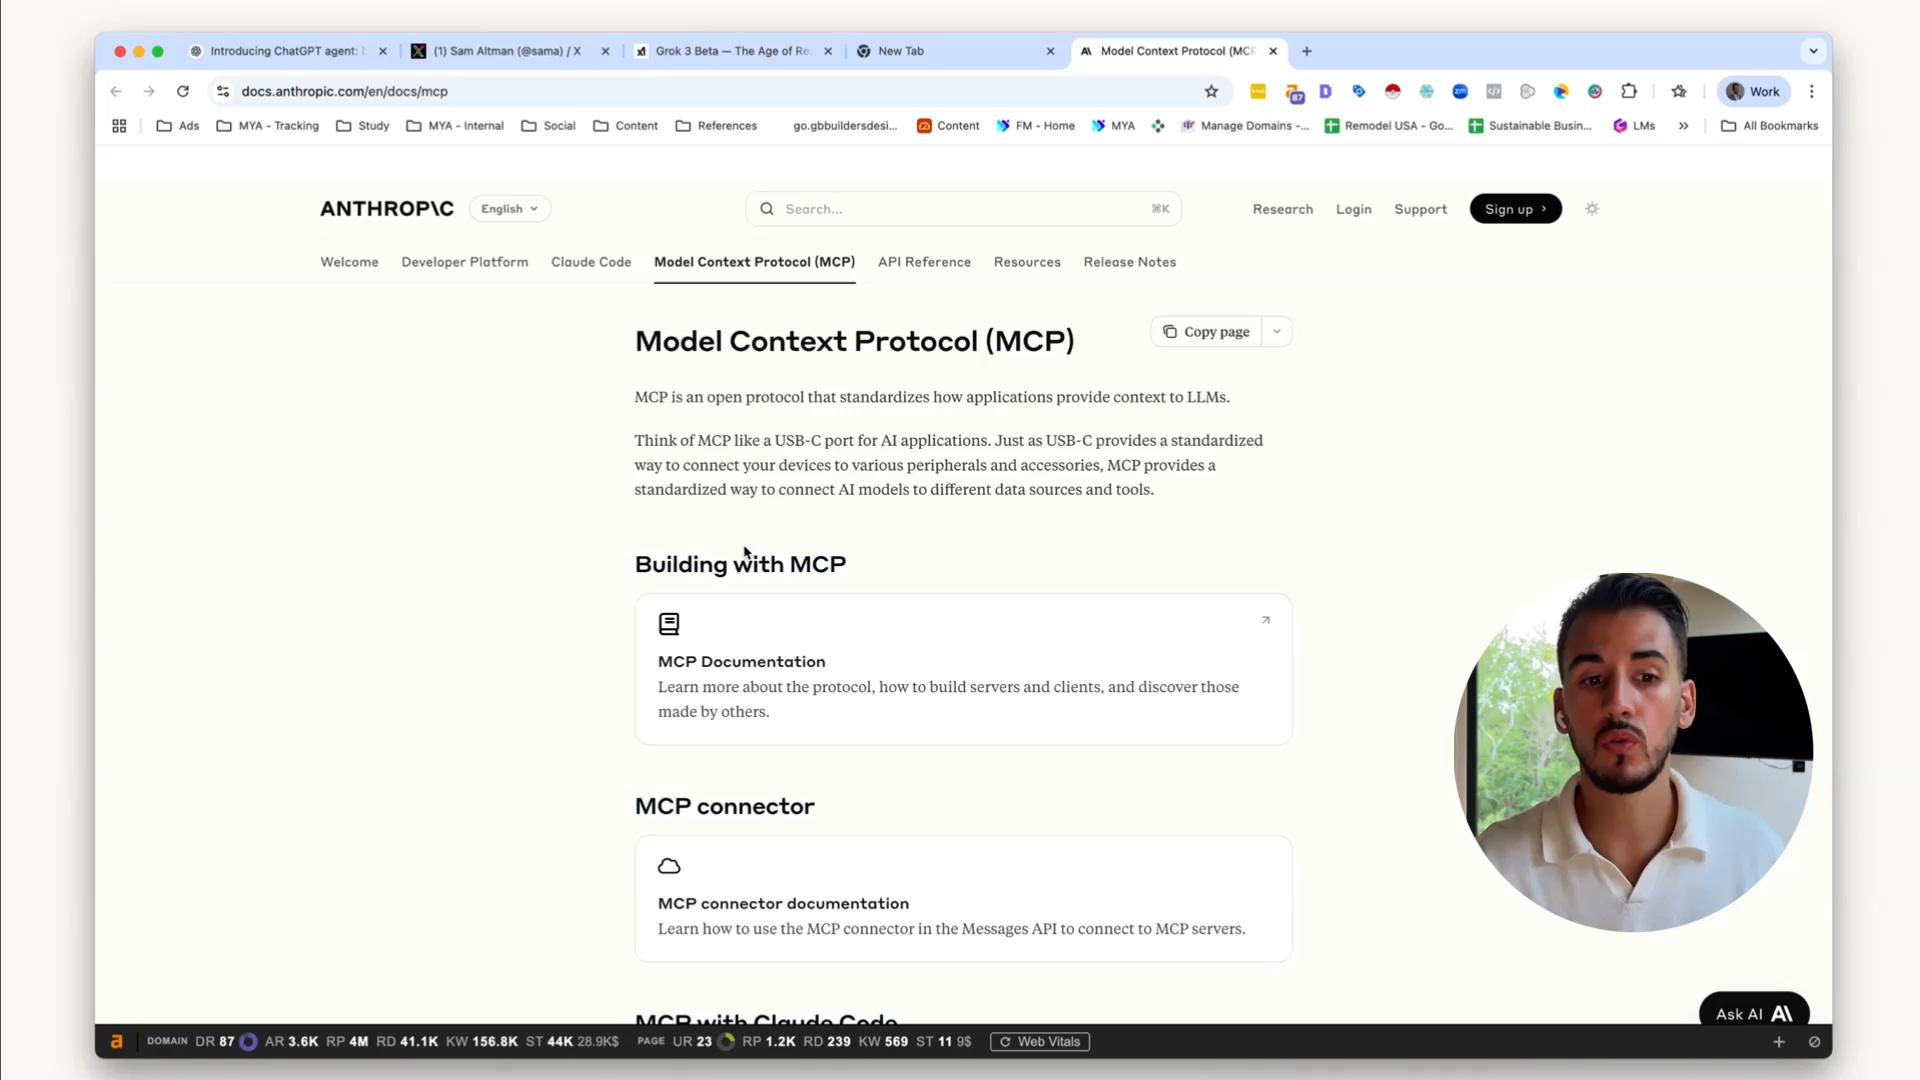 Introducing ChatGPT agent:
(1) Sam Altman (@sama) / X
Grok 3 Beta — The Age of Re
New Tab
Model Context Protocol (MCP
docs.anthropic.com/en/docs/mcp
87
Work
Ads
MYA - Tracking
Study
MYA - Internal
Social
Content
References
go.gbbuildersdesi...
Content
FM - Home
MYA
Manage Domains -...
Remodel USA - Go...
Sustainable Busin...
LMs
All Bookmarks
ANTHROP\C
English
Search...
⌘K
Research
Login
Support
Sign up
Welcome
Developer Platform
Claude Code
Model Context Protocol (MCP)
API Reference
Resources
Release Notes
Model Context Protocol (MCP)
Copy page
MCP is an open protocol that standardizes how applications provide context to LLMs.
Think of MCP like a USB-C port for AI applications. Just as USB-C provides a standardized
way to connect your devices to various peripherals and accessories, MCP provides a
standardized way to connect AI models to different data sources and tools.
Building with MCP
MCP Documentation
Learn more about the protocol, how to build servers and clients, and discover those
made by others.
MCP connector
MCP connector documentation
Learn how to use the MCP connector in the Messages API to connect to MCP servers.
MCP with Claude Code
Ask AI
DOMAIN DR 87 AR 3.6K RP 4M RD 41.1K KW 156.8K ST 44K 28.9K$ PAGE UR 23 RP 1.2K RD 239 KW 569 ST 11 9$ Web Vitals